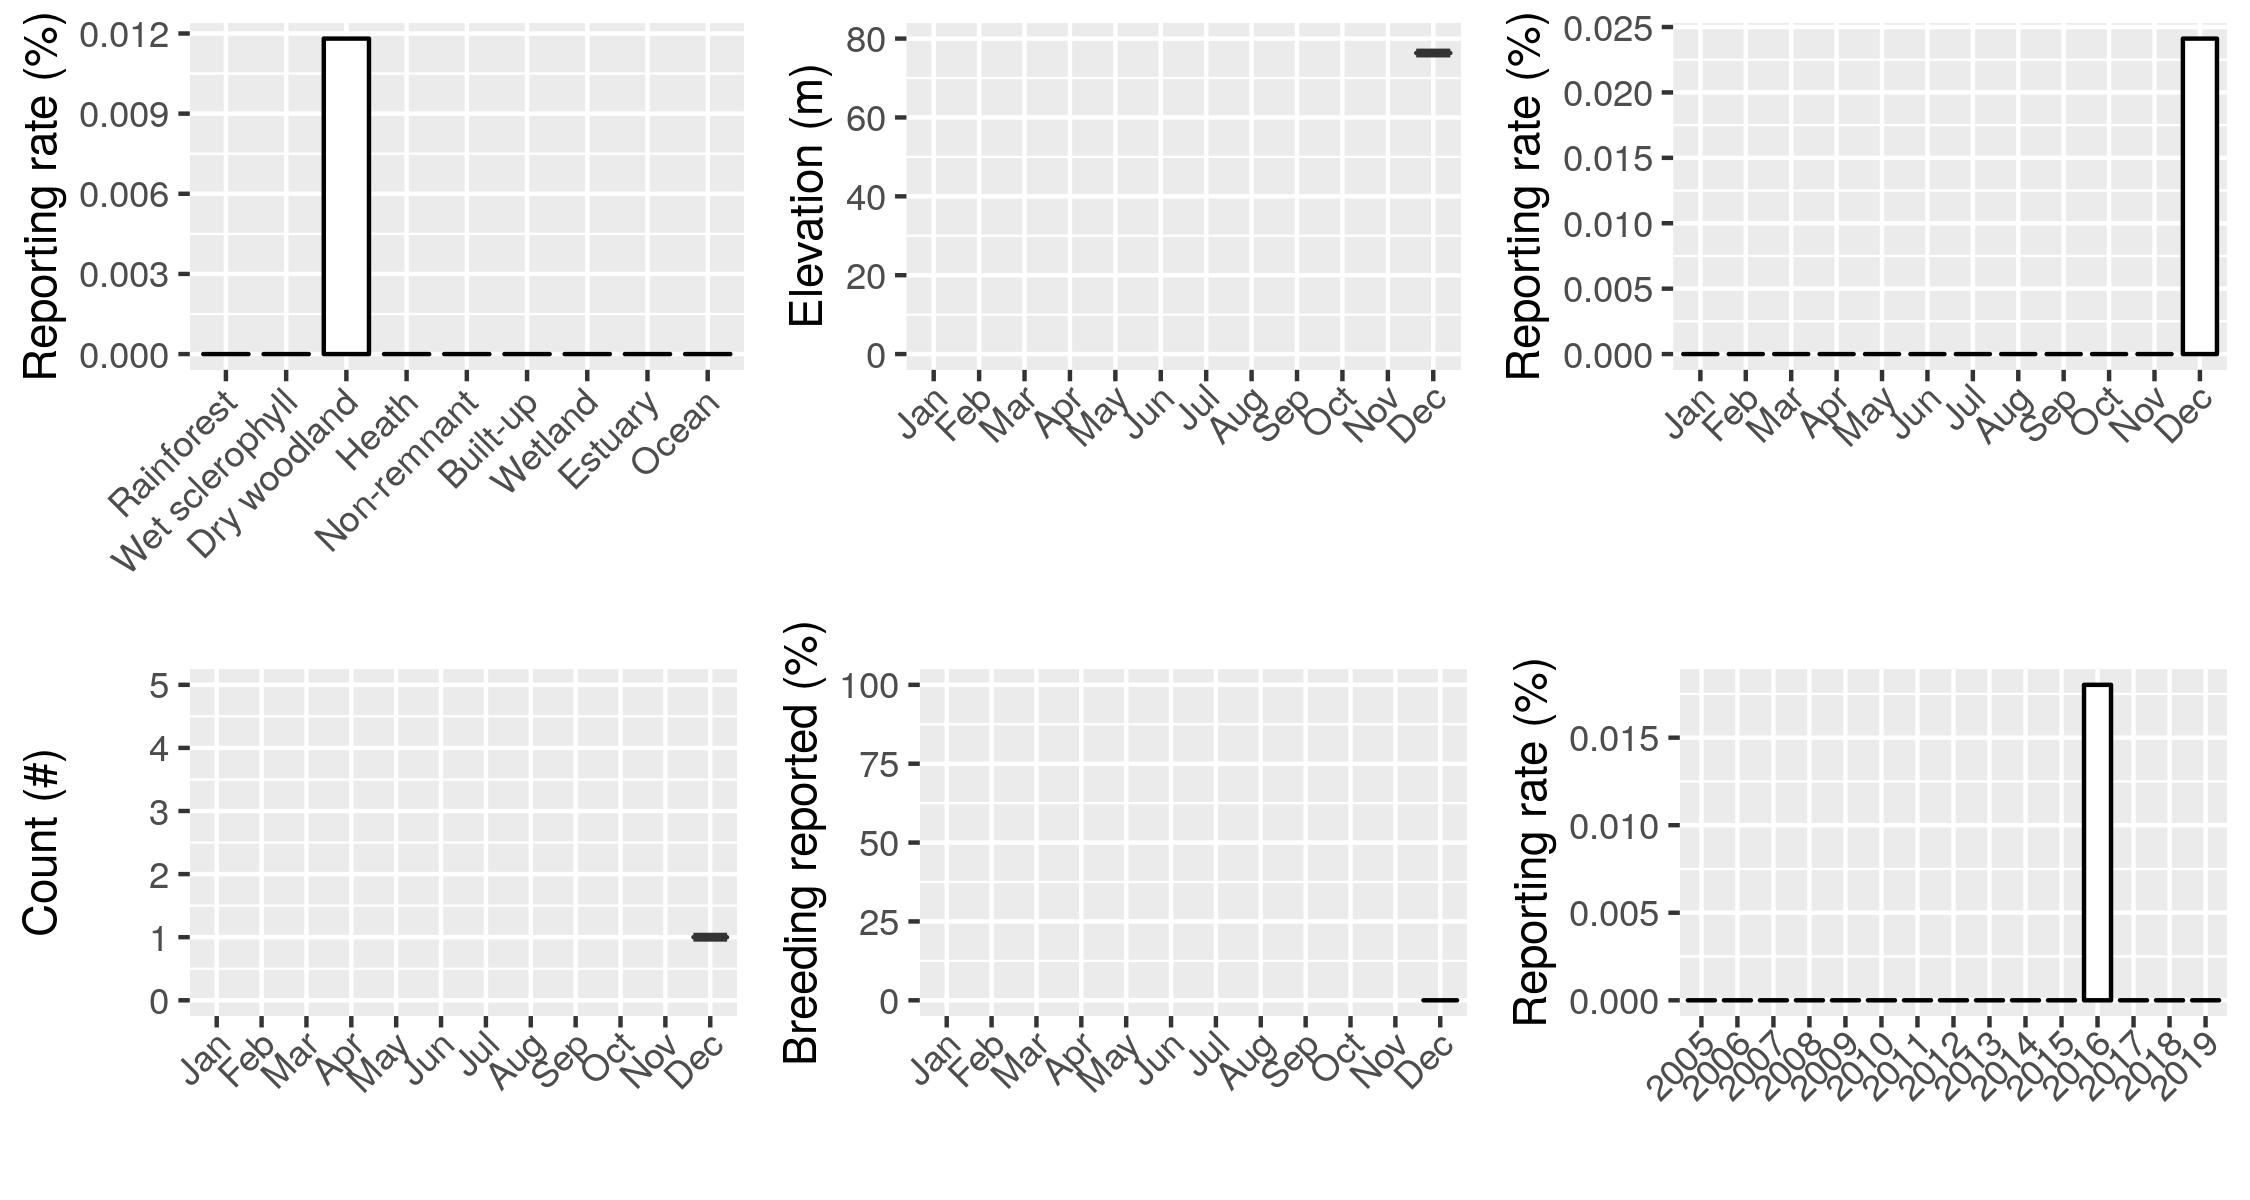 Reporting rate (%)
0.012
0.009
0.006
0.003
0.000
Rainforest
Wet sclerophyll
Dry woodland
Heath
Non-remnant
Built-up
Wetland
Estuary
Ocean
Elevation (m)
80
60
40
20
0
Jan
Feb
Mar
Apr
May
Jun
Jul
Aug
Sep
Oct
Nov
Dec
Reporting rate (%)
0.025
0.020
0.015
0.010
0.005
0.000
Jan
Feb
Mar
Apr
May
Jun
Jul
Aug
Sep
Oct
Nov
Dec
Count (#)
5
4
3
2
1
0
Jan
Feb
Mar
Apr
May
Jun
Jul
Aug
Sep
Oct
Nov
Dec
Breeding reported (%)
100
75
50
25
0
Jan
Feb
Mar
Apr
May
Jun
Jul
Aug
Sep
Oct
Nov
Dec
Reporting rate (%)
0.015
0.010
0.005
0.000
2005
2006
2007
2008
2009
2010
2011
2012
2013
2014
2015
2016
2017
2018
2019